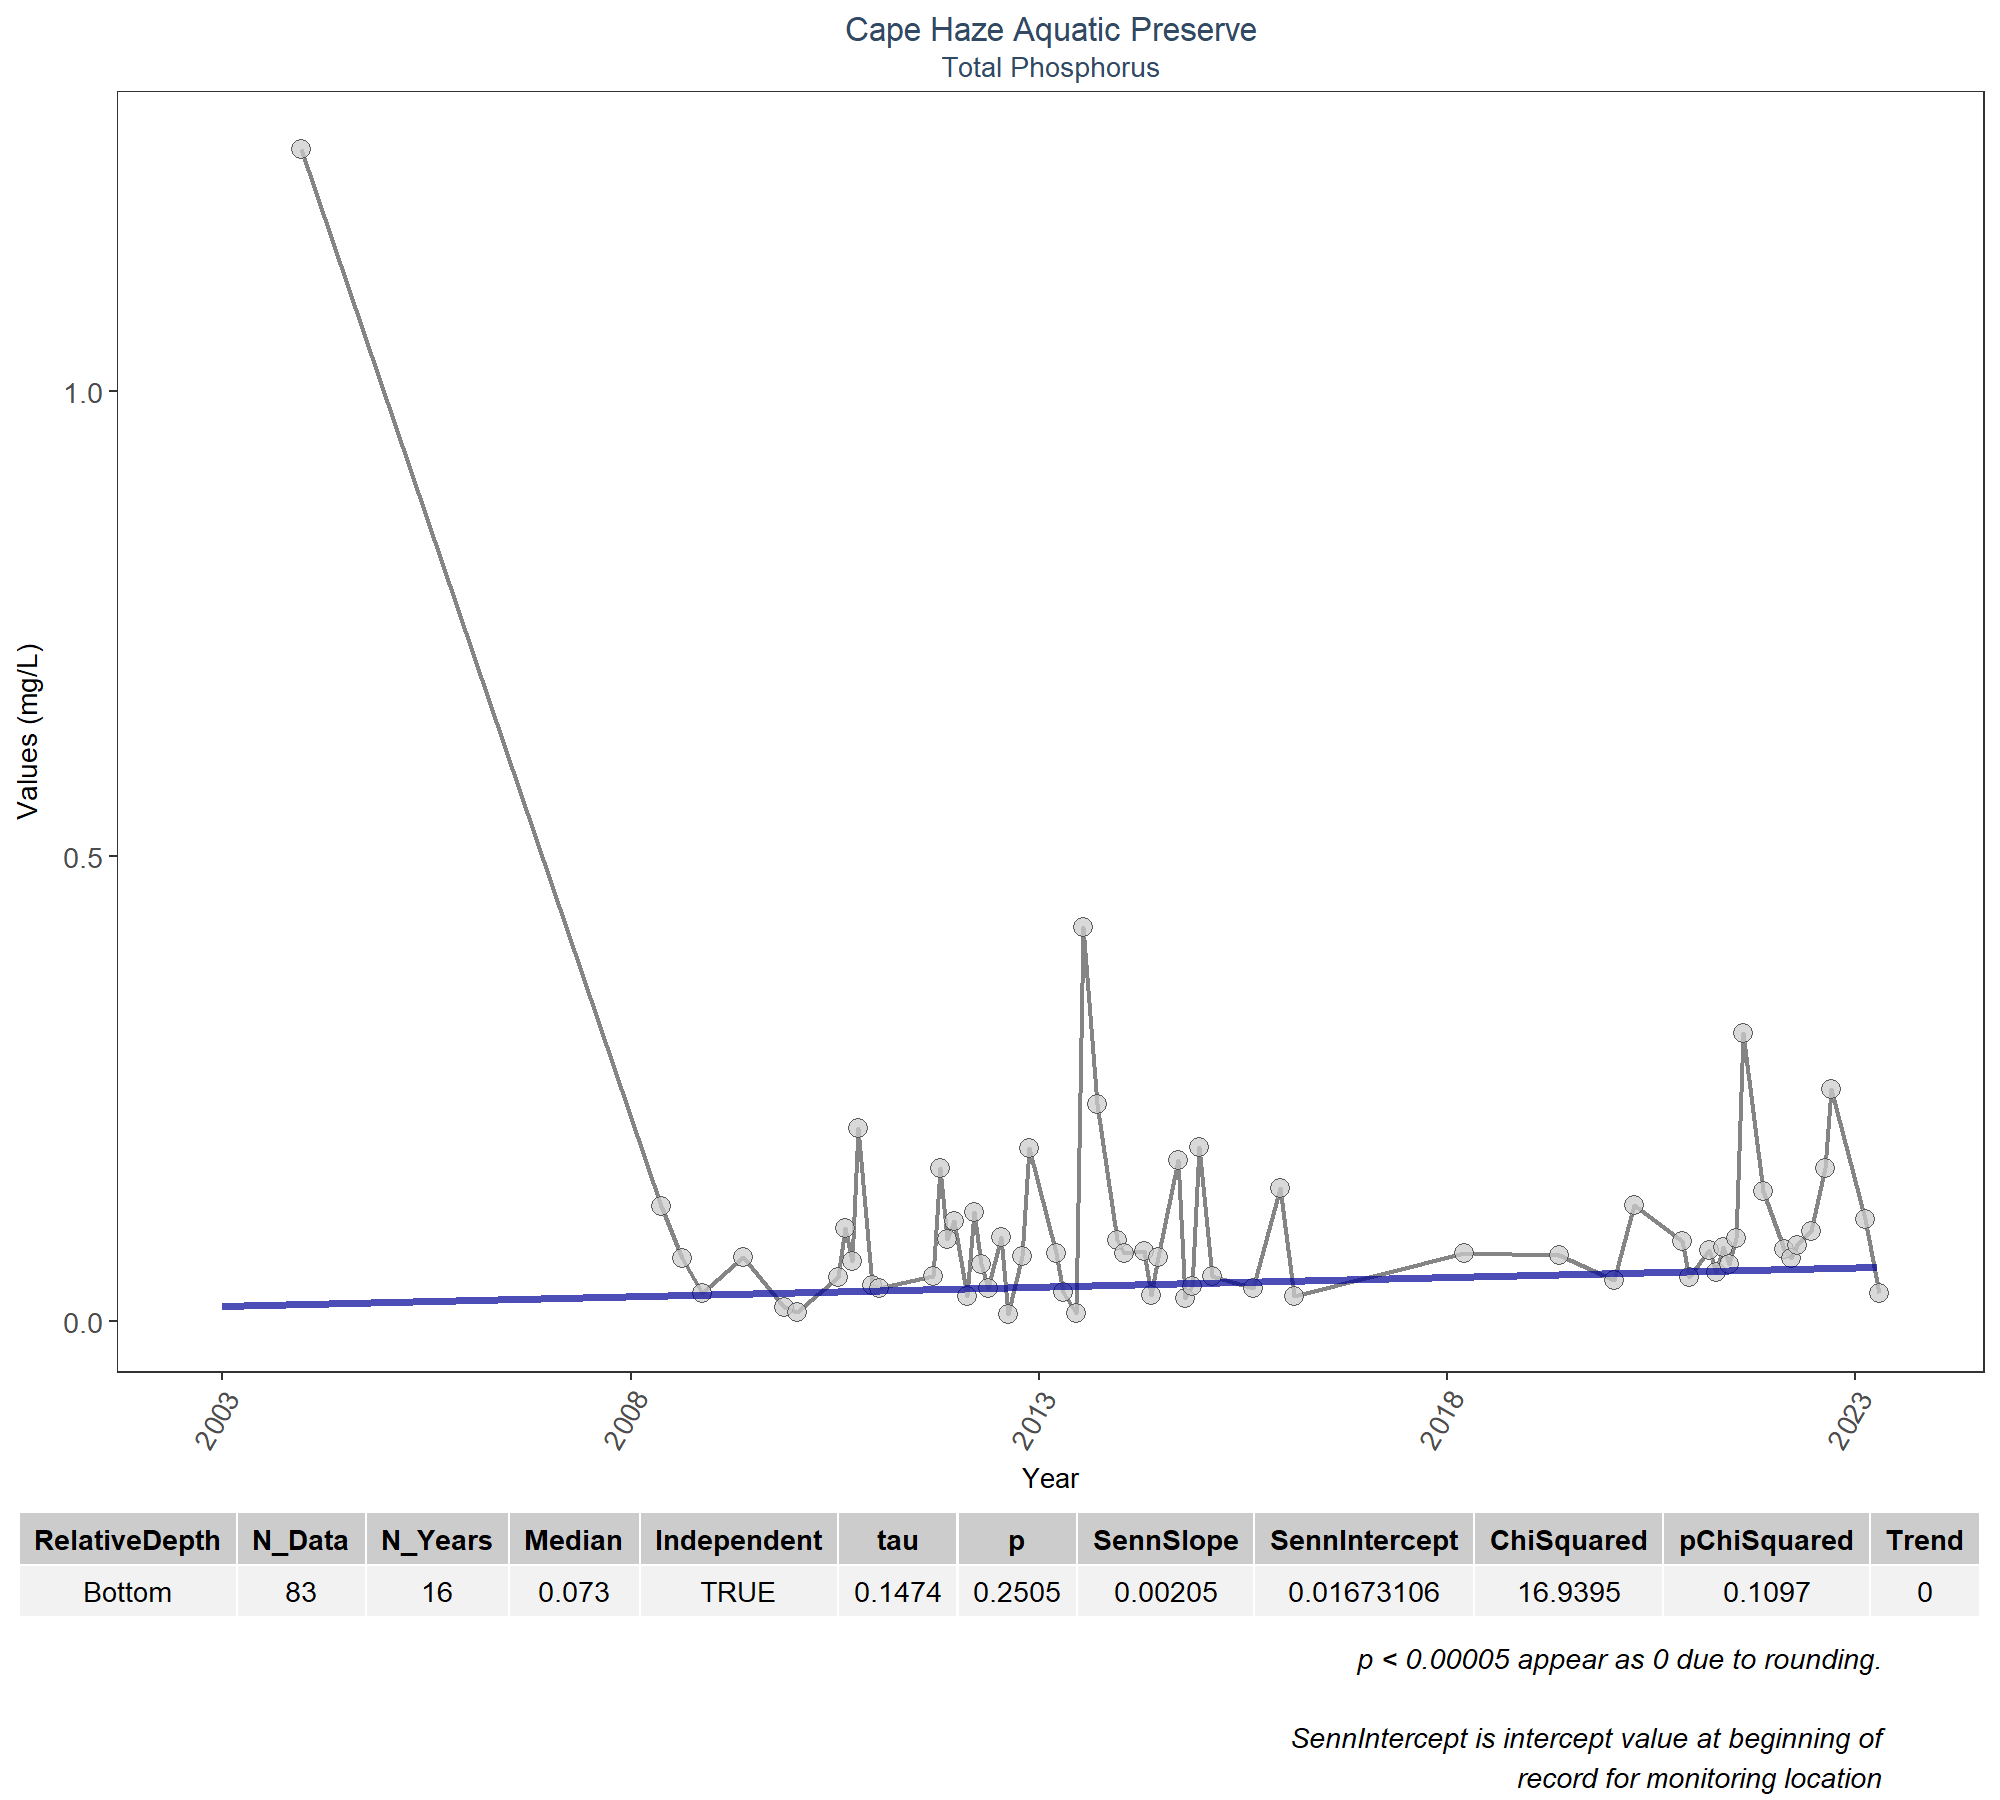 Cape Haze Aquatic Preserve
Total Phosphorus
Values (mg/L)
1.0
0.5
0.0
2003 2008 2013 2018 2023
Year
RelativeDepth N_Data N_Years Median Independent tau p SennSlope SennIntercept ChiSquared pChiSquared Trend
Bottom 83 16 0.073 TRUE 0.1474 0.2505 0.00205 0.01673106 16.9395 0.1097 0
p < 0.00005 appear as 0 due to rounding.
SennIntercept is intercept value at beginning of
record for monitoring location